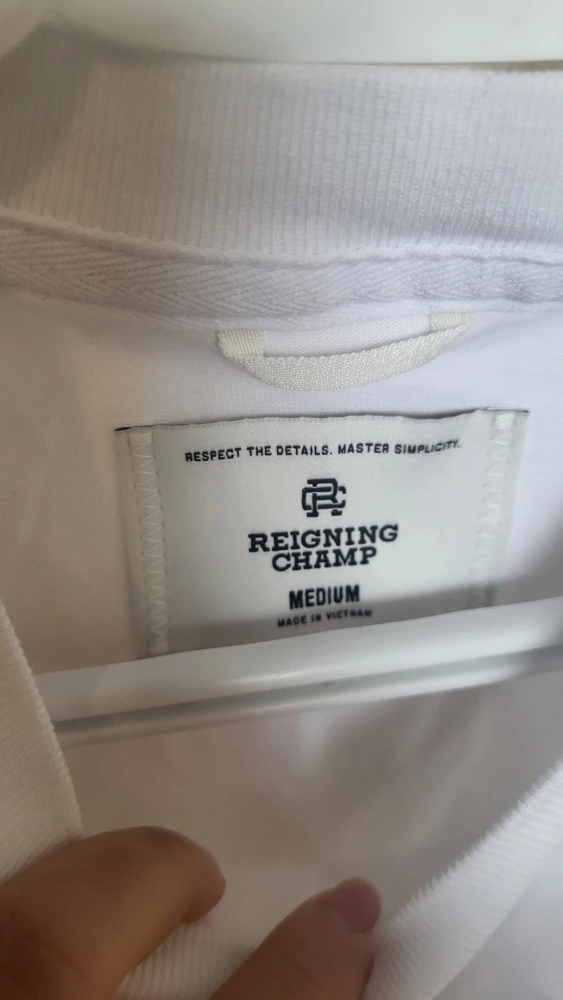 RESPECT THE DETAILS. MASTER SIMPLICITY.
RC
REIGNING
CHAMP
MEDIUM
MADE IN VIETNAM